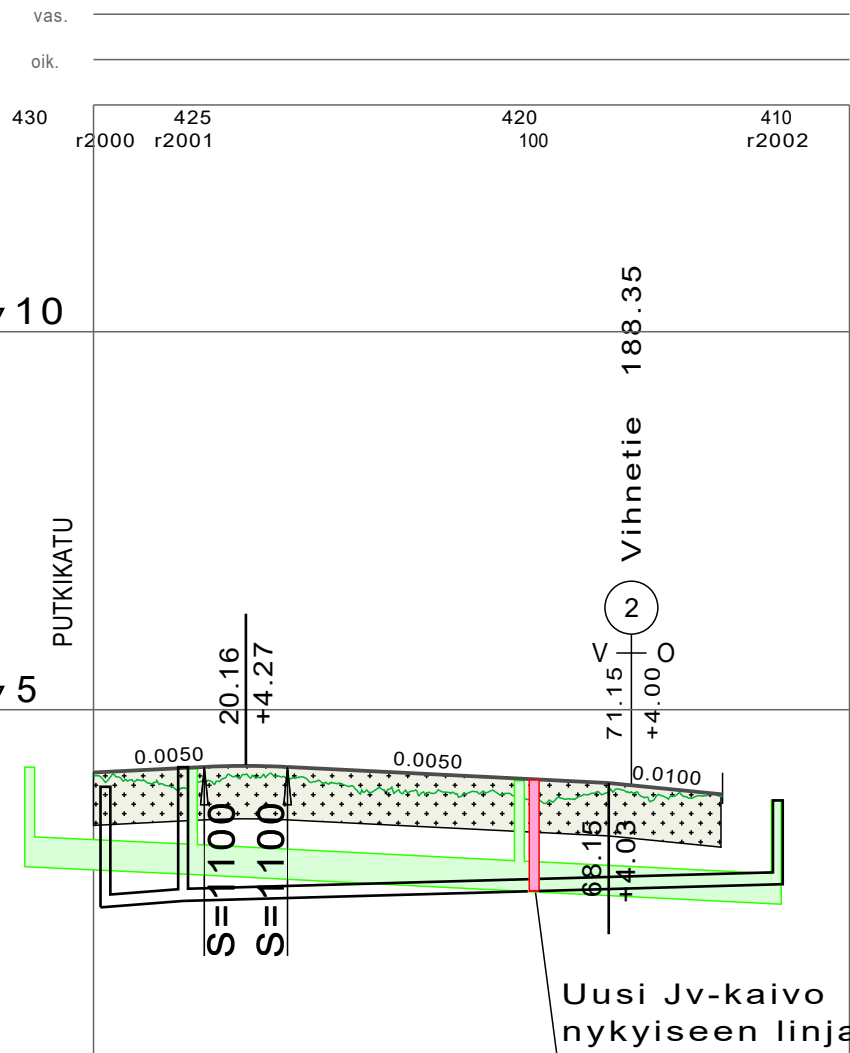 vas.
oik.
430 425 420 410
r2000 r2001 100 r2002
10
Vihnetie 188.35
PUTKIKATU
2
V O
5
20.16
+4.27
71.15
+4.00
0.0050 0.0050 0.0100
S=1100
S=1100
68.15
+4.03
Uusi Jv-kaivo
nykyiseen linja